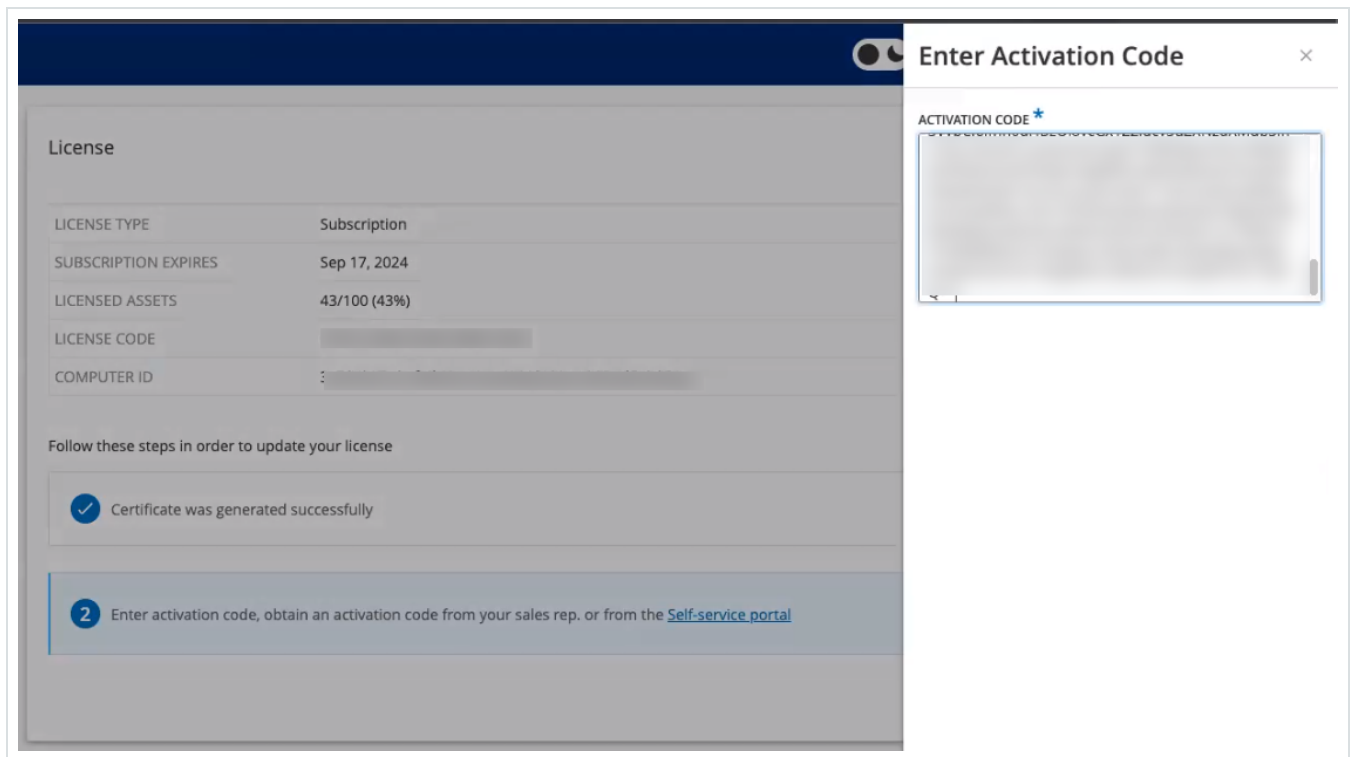 Enter Activation Code
ACTIVATION CODE *
License
LICENSE TYPE Subscription
SUBSCRIPTION EXPIRES Sep 17, 2024
LICENSED ASSETS 43/100 (43%)
LICENSE CODE
COMPUTER ID
Follow these steps in order to update your license
Certificate was generated successfully
2 Enter activation code, obtain an activation code from your sales rep. or from the Self-service portal